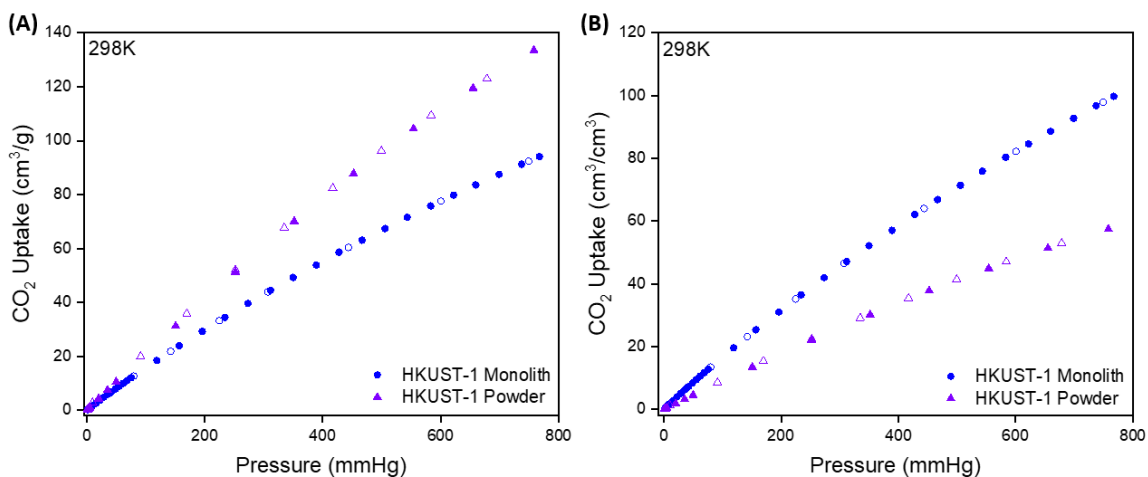 (A)
298K
CO₂ Uptake (cm³/g)
140
120
100
80
60
40
20
0
HKUST-1 Monolith
HKUST-1 Powder
0 200 400 600 800
Pressure (mmHg)
(B)
298K
CO₂ Uptake (cm³/cm³)
120
100
80
60
40
20
0
HKUST-1 Monolith
HKUST-1 Powder
0 200 400 600 800
Pressure (mmHg)